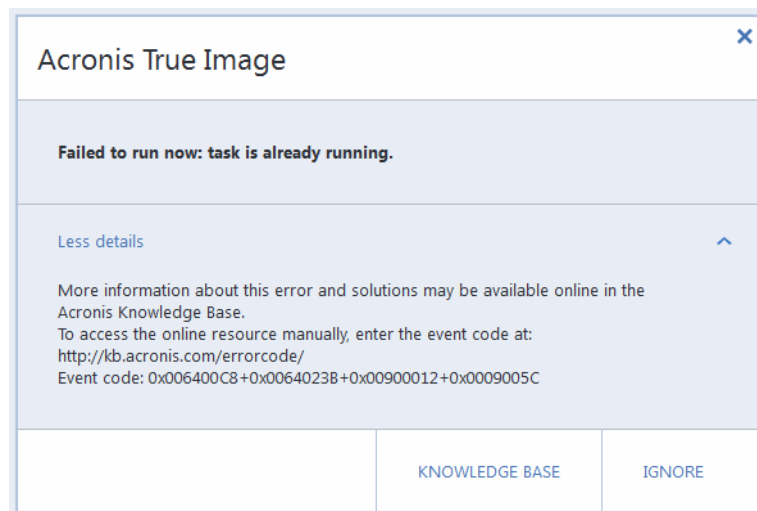 Acronis True Image
Failed to run now: task is already running.
Less details
More information about this error and solutions may be available online in the
Acronis Knowledge Base.
To access the online resource manually, enter the event code at:
http://kb.acronis.com/errorcode/
Event code: 0x006400C8+0x0064023B+0x00900012+0x0009005C
KNOWLEDGE BASE
IGNORE